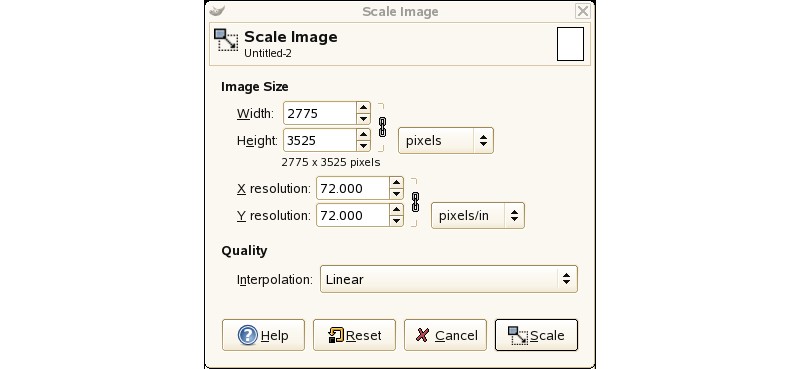 Scale Image
Scale Image
Untitled-2
Image Size
Width: 2775
Height: 3525 pixels
2775 x 3525 pixels
X resolution: 72.000
Y resolution: 72.000 pixels/in
Quality
Interpolation: Linear
Help Reset Cancel Scale